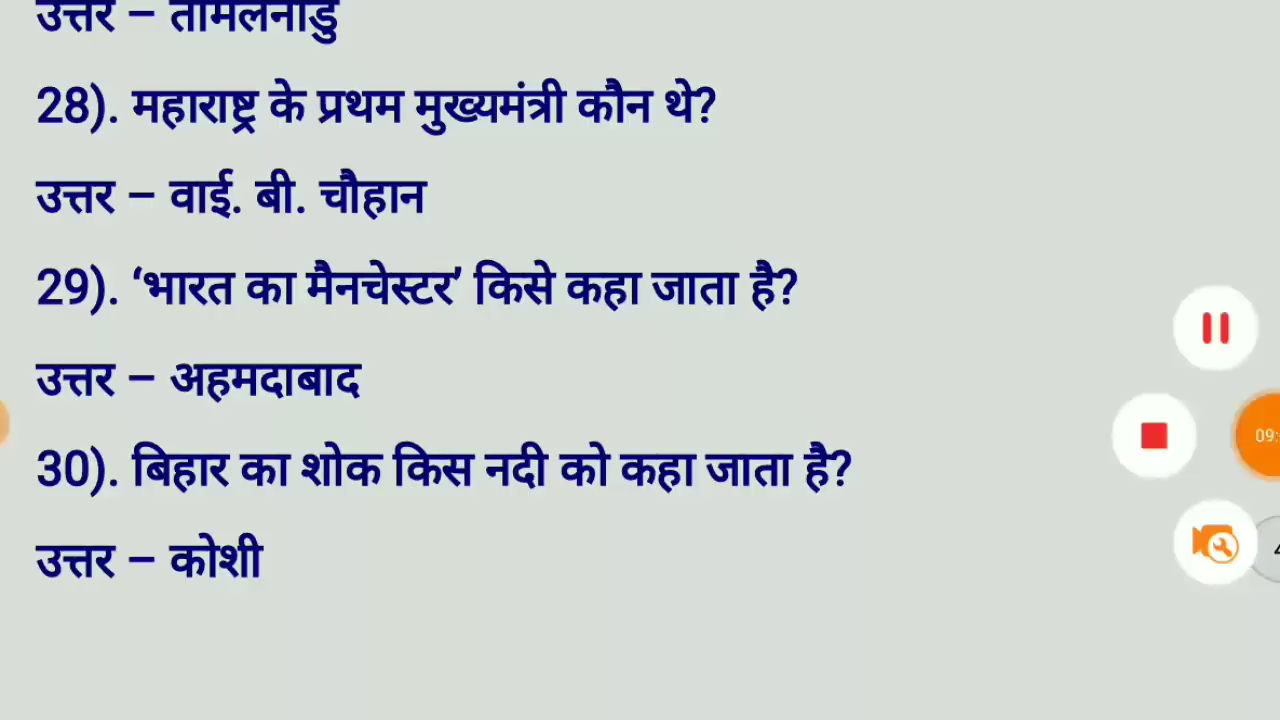 उत्तर – तामिलनाडु
28). महाराष्ट्र के प्रथम मुख्यमंत्री कौन थे?
उत्तर – वाई. बी. चौहान
29). ‘भारत का मैनचेस्टर’ किसे कहा जाता है?
उत्तर – अहमदाबाद
30). बिहार का शोक किस नदी को कहा जाता है?
उत्तर – कोशी